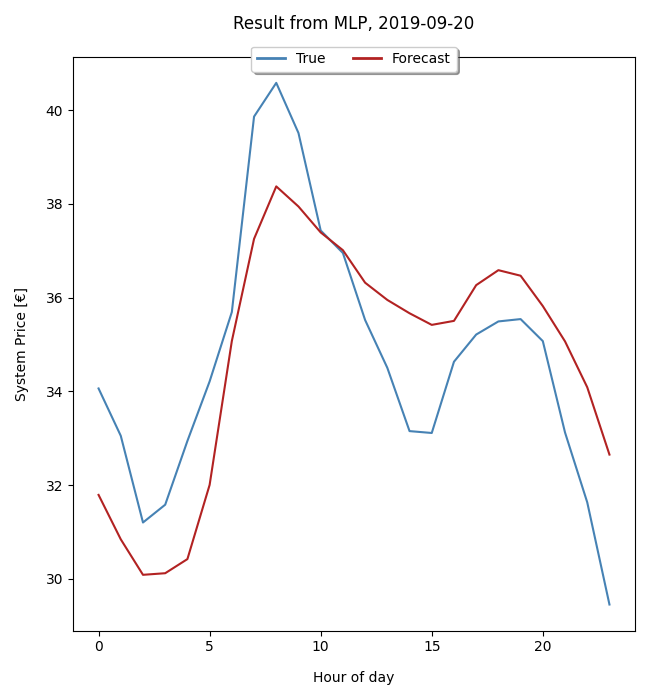 Result from MLP, 2019-09-20
True Forecast
40
38
36
34
32
30
System Price [€]
0 5 10 15 20
Hour of day